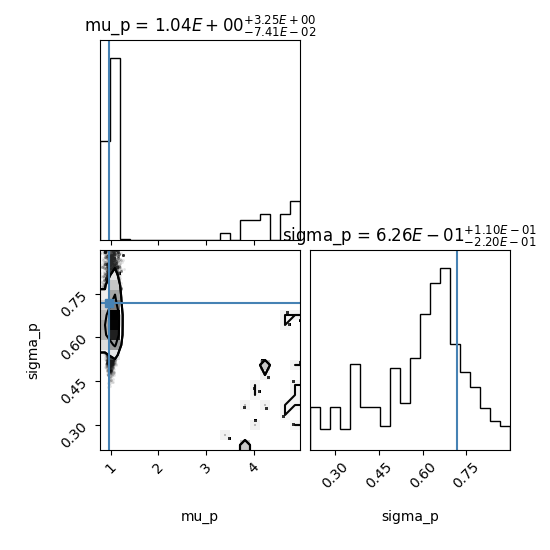 mu_p = 1.04E + 00+3.25E+00−7.41E−02
sigma_p = 6.26E − 01+1.10E−01−2.20E−01
sigma_p
0.75
0.60
0.45
0.30
1 2 3 4
0.30 0.45 0.60 0.75
mu_p
sigma_p